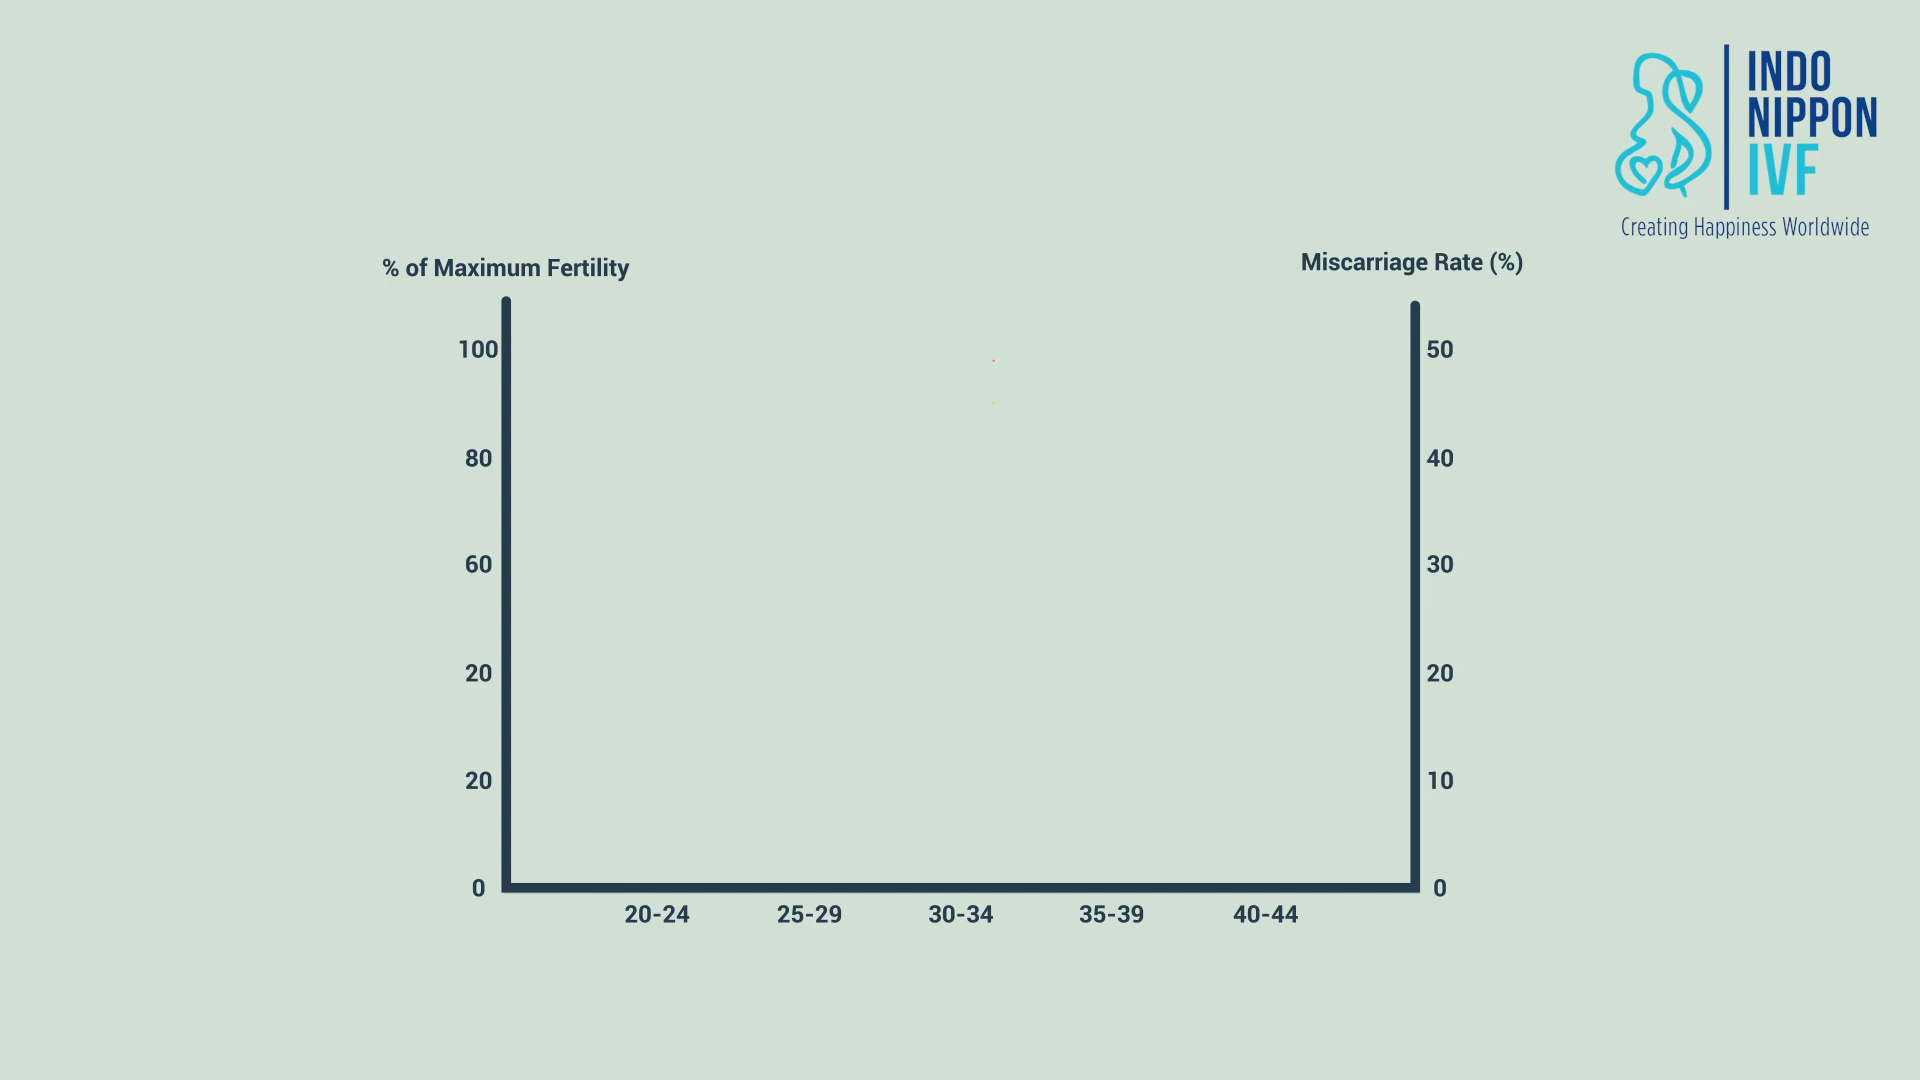 INDO
NIPPON
IVF
Creating Happiness Worldwide
% of Maximum Fertility
Miscarriage Rate (%)
100
50
80
40
60
30
20
20
20
10
0
0
20-24
25-29
30-34
35-39
40-44